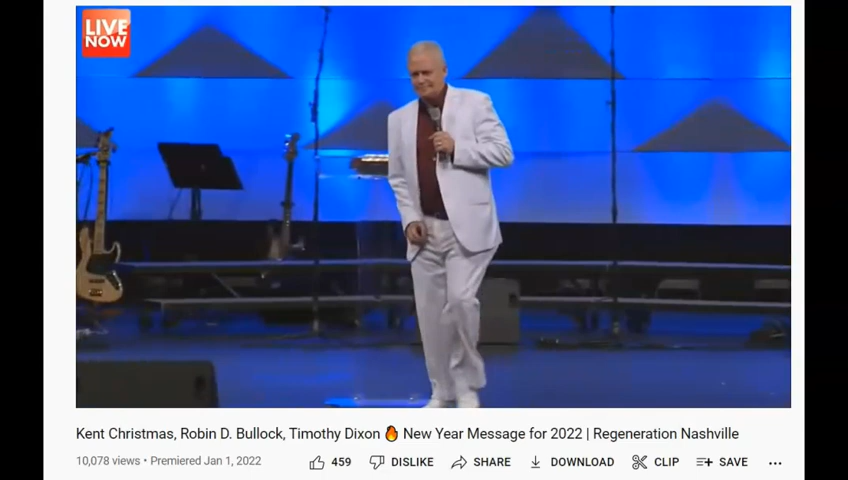 LIVE
NOW
Kent Christmas, Robin D. Bullock, Timothy Dixon 🔥 New Year Message for 2022 | Regeneration Nashville
10,078 views • Premiered Jan 1, 2022 459 DISLIKE SHARE DOWNLOAD CLIP SAVE ...